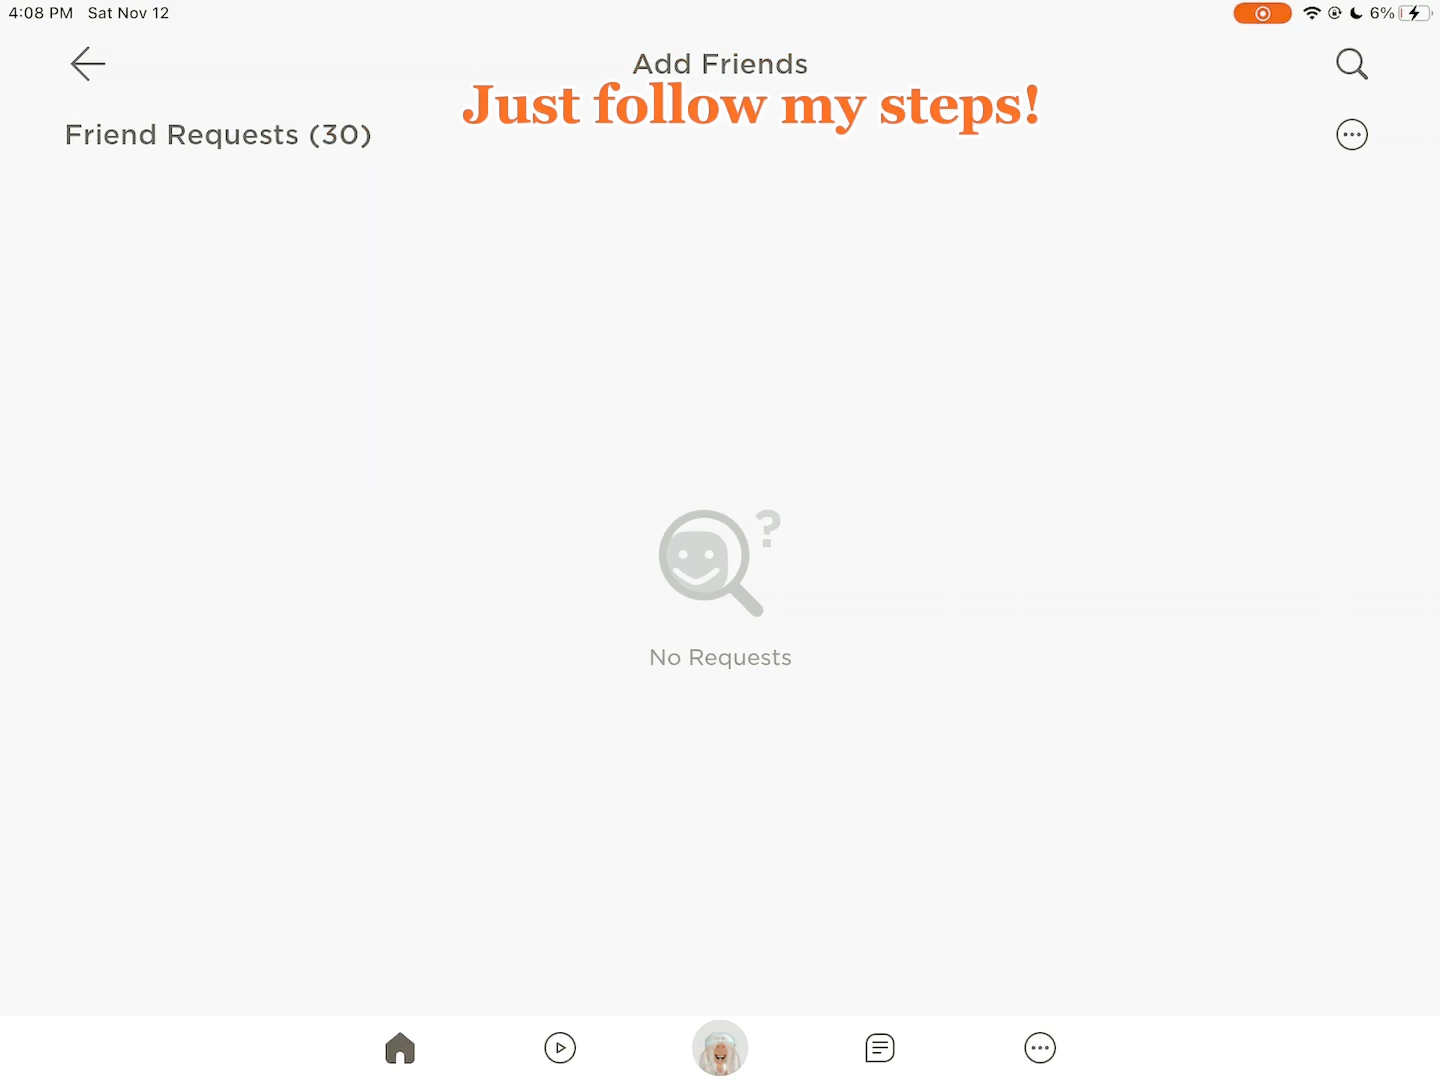 4:08 PM Sat Nov 12
6%
Add Friends
Just follow my steps!
Friend Requests (30)
?
No Requests